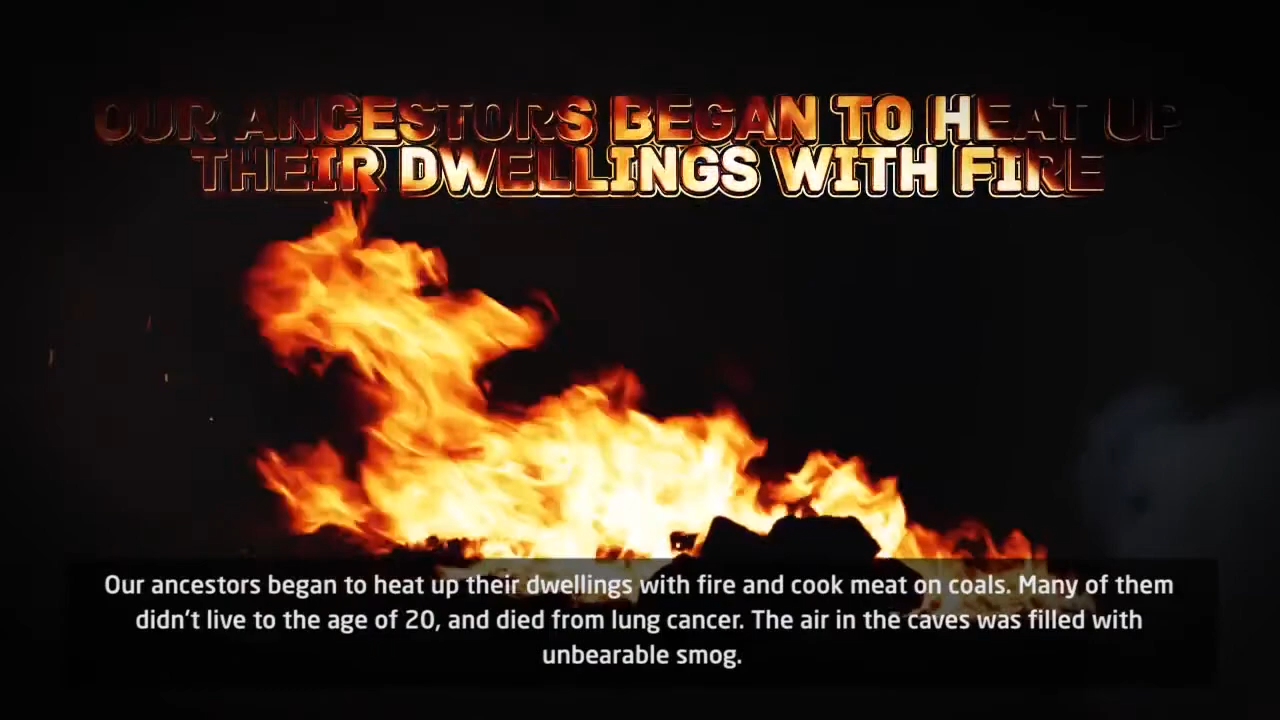 OUR ANCESTORS BEGAN TO HEAT UP
THEIR DWELLINGS WITH FIRE
Our ancestors began to heat up their dwellings with fire and cook meat on coals. Many of them
didn't live to the age of 20, and died from lung cancer. The air in the caves was filled with
unbearable smog.